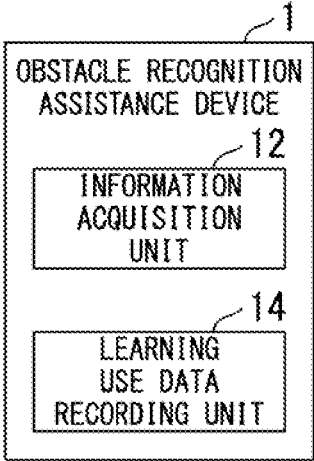 1
OBSTACLE RECOGNITION
ASSISTANCE DEVICE
12
INFORMATION
ACQUISITION
UNIT
14
LEARNING
USE DATA
RECORDING UNIT